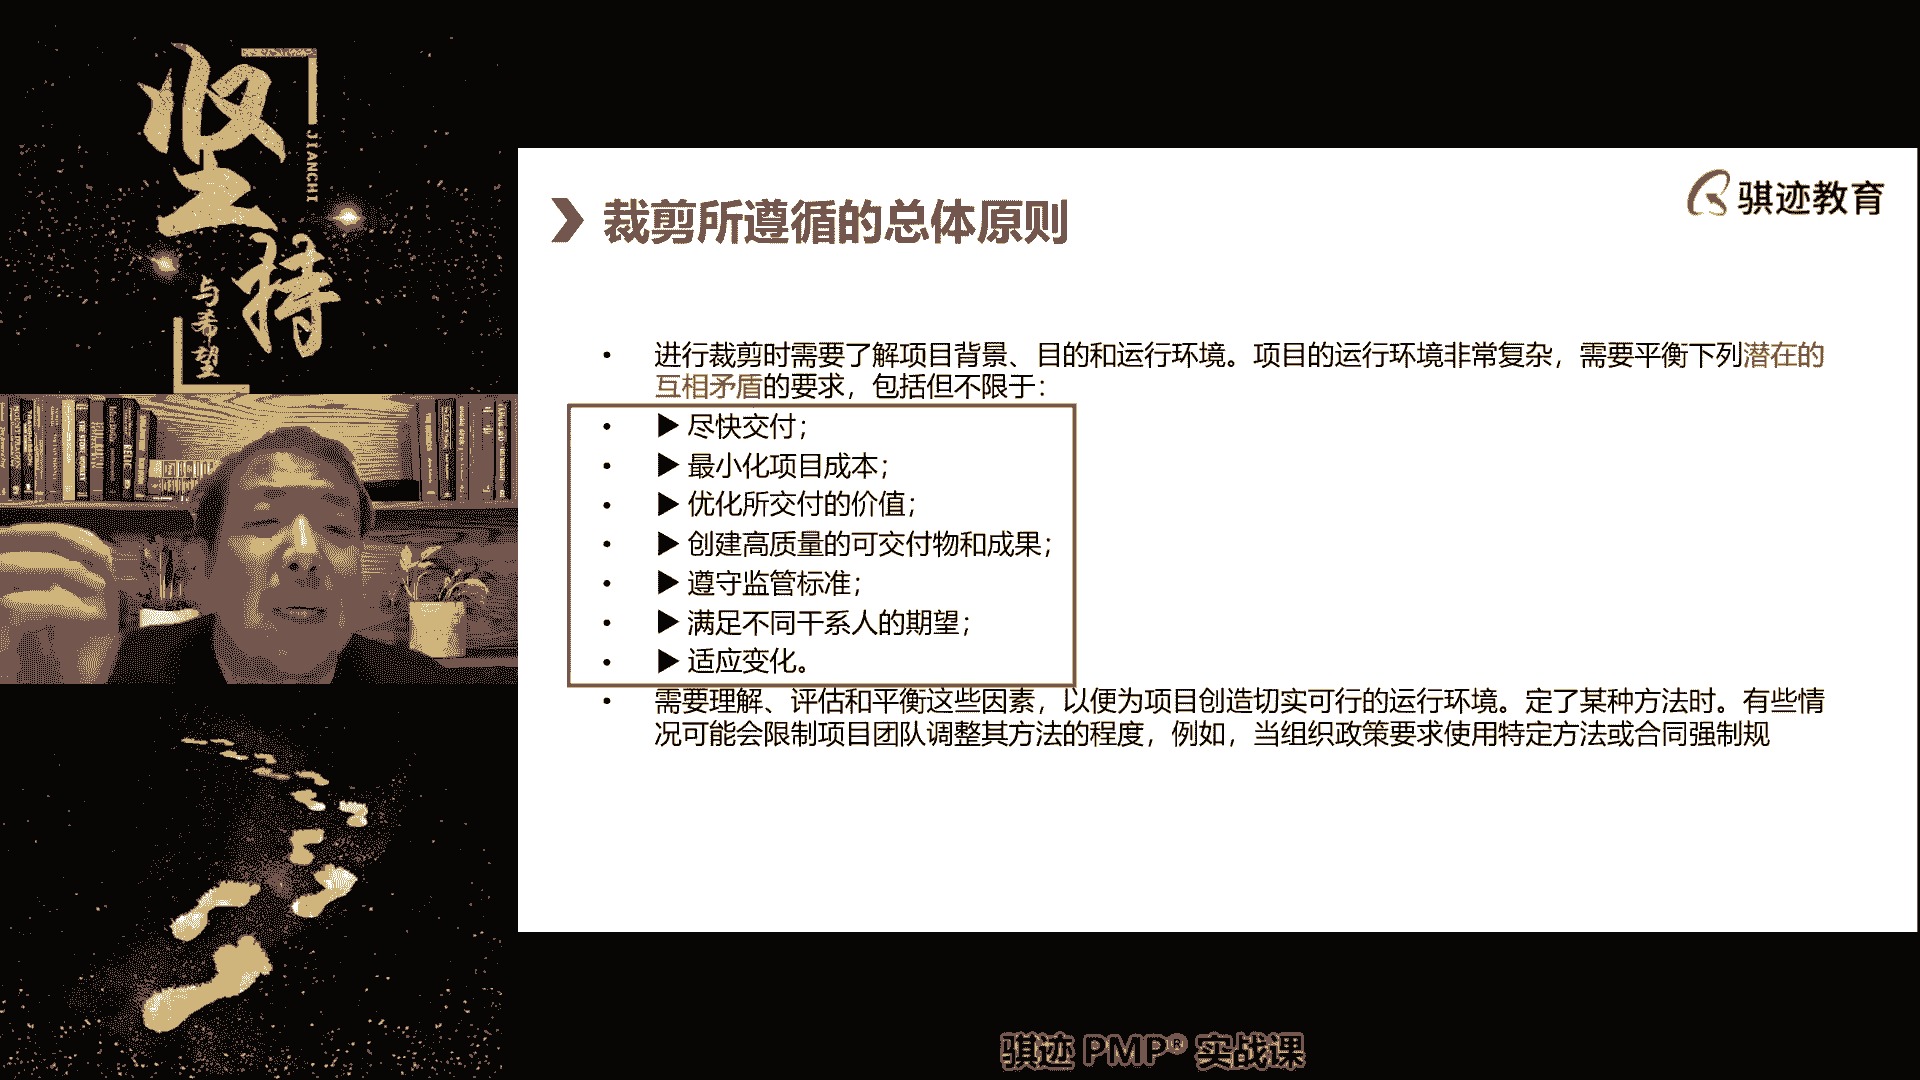 坚持
JIANCHI
与希望
骐迹教育
裁剪所遵循的总体原则
• 进行裁剪时需要了解项目背景、目的和运行环境。项目的运行环境非常复杂，需要平衡下列潜在的
互相矛盾的要求，包括但不限于：
• ▶ 尽快交付；
• ▶ 最小化项目成本；
• ▶ 优化所交付的价值；
• ▶ 创建高质量的可交付物和成果；
• ▶ 遵守监管标准；
• ▶ 满足不同干系人的期望；
• ▶ 适应变化。
• 需要理解、评估和平衡这些因素，以便为项目创造切实可行的运行环境。定了某种方法时。有些情
况可能会限制项目团队调整其方法的程度，例如，当组织政策要求使用特定方法或合同强制规
骐迹 PMP® 实战课